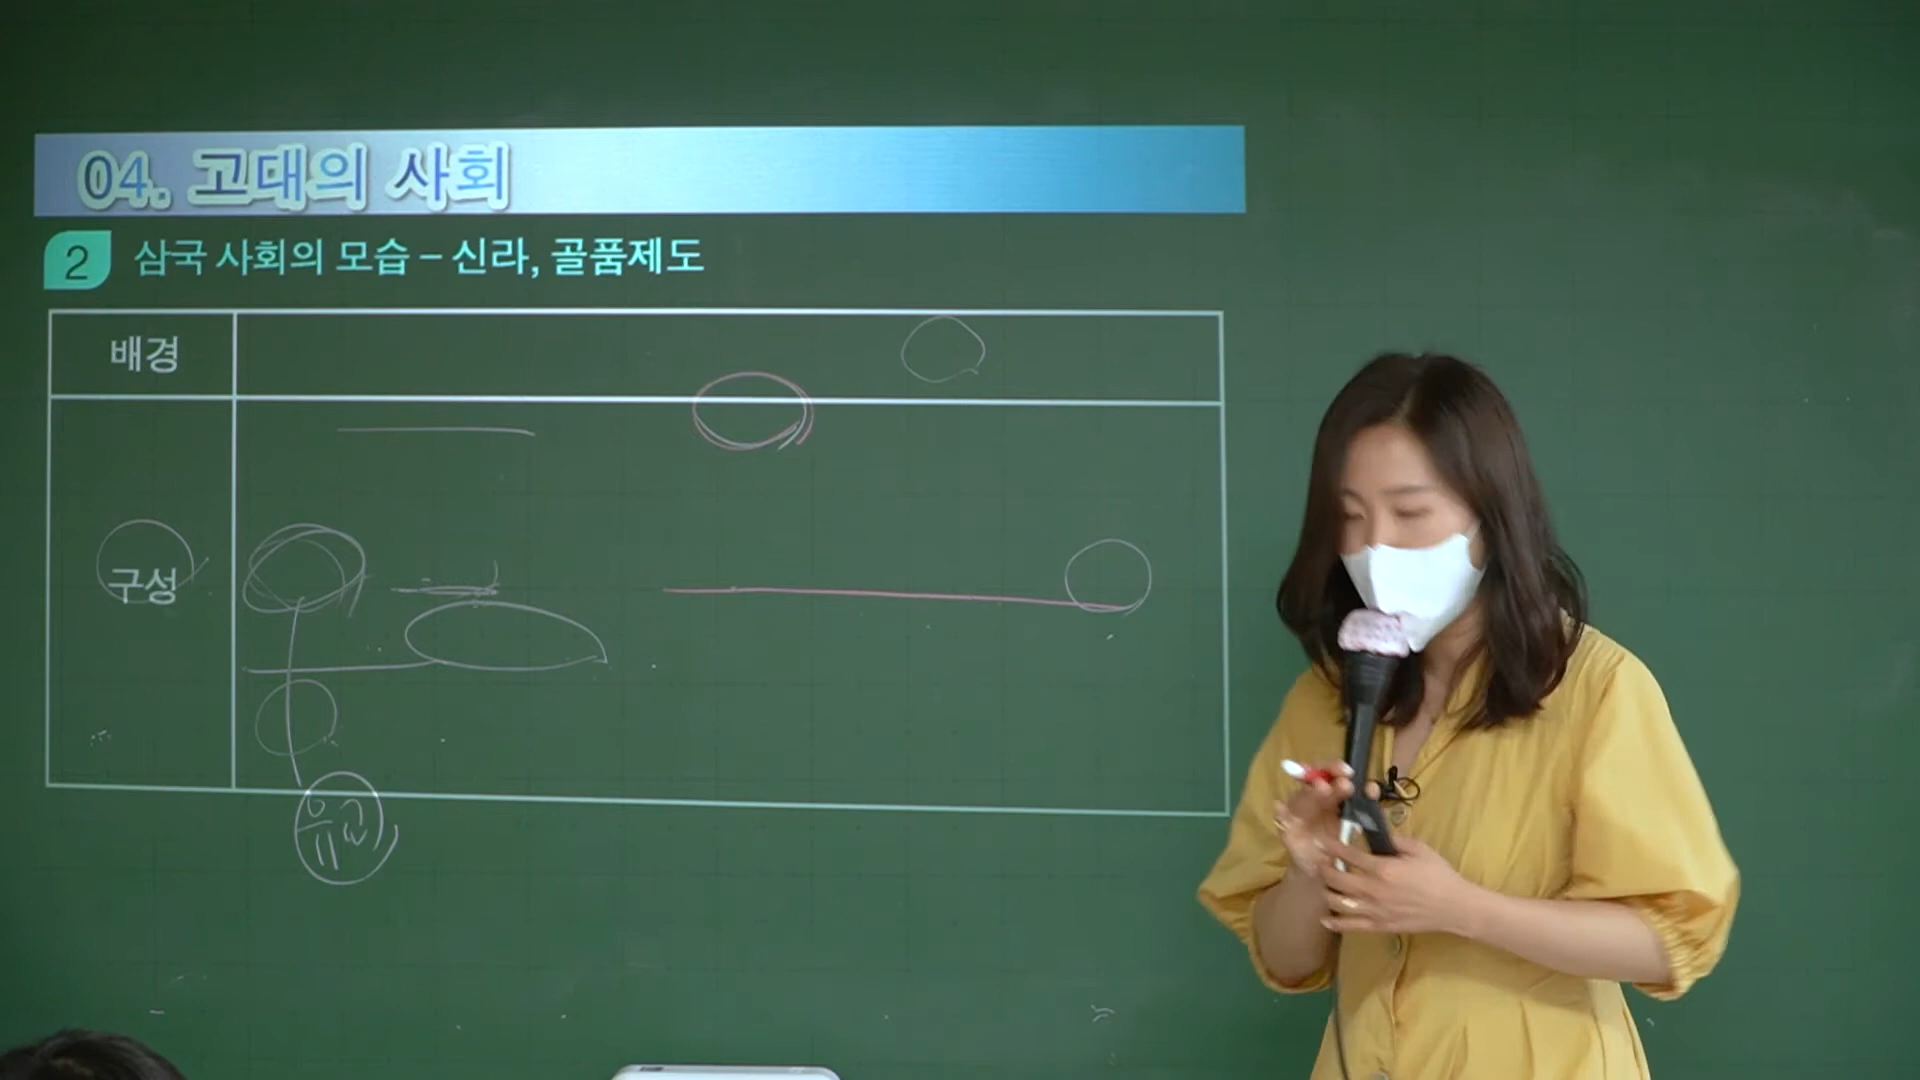 04. 고대의 사회
2 삼국 사회의 모습 – 신라, 골품제도
배경
구성
유교